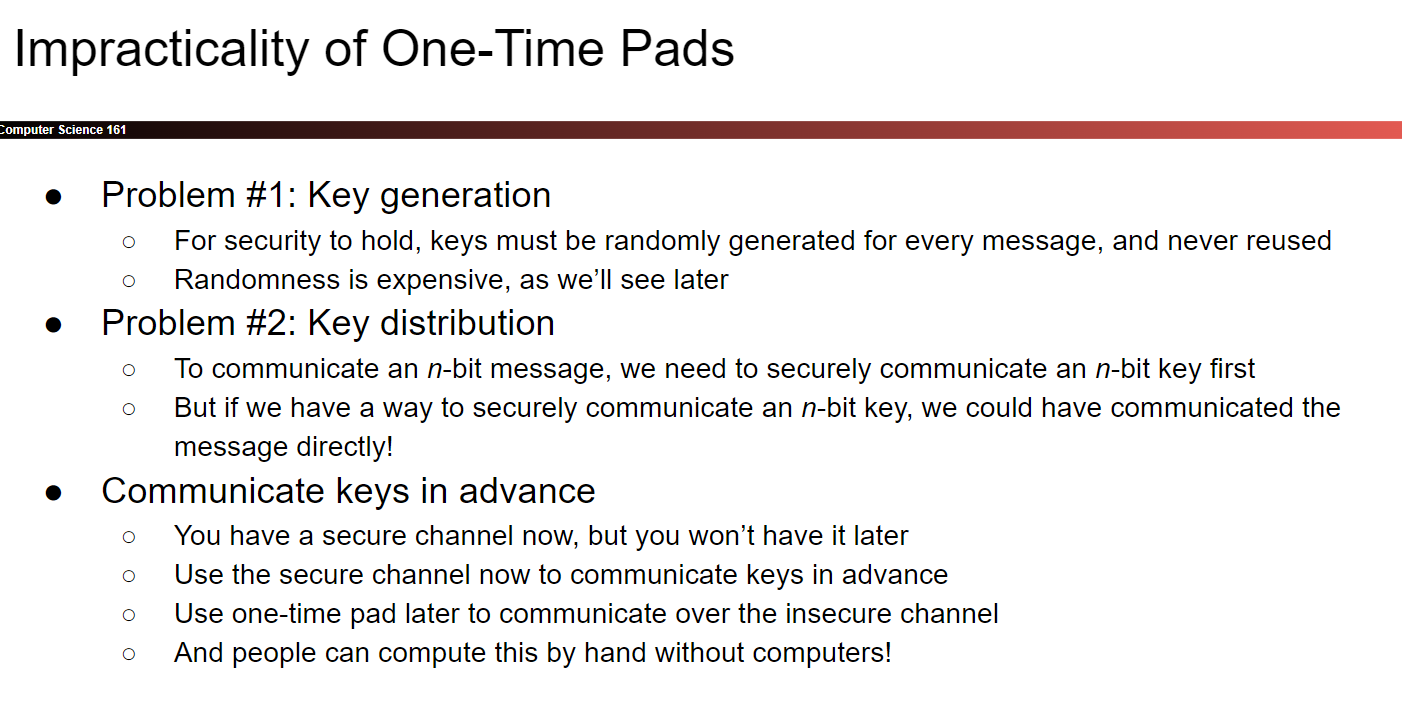 Impracticality of One-Time Pads
Computer Science 161
● Problem #1: Key generation
○ For security to hold, keys must be randomly generated for every message, and never reused
○ Randomness is expensive, as we’ll see later
● Problem #2: Key distribution
○ To communicate an n-bit message, we need to securely communicate an n-bit key first
○ But if we have a way to securely communicate an n-bit key, we could have communicated the
message directly!
● Communicate keys in advance
○ You have a secure channel now, but you won’t have it later
○ Use the secure channel now to communicate keys in advance
○ Use one-time pad later to communicate over the insecure channel
○ And people can compute this by hand without computers!